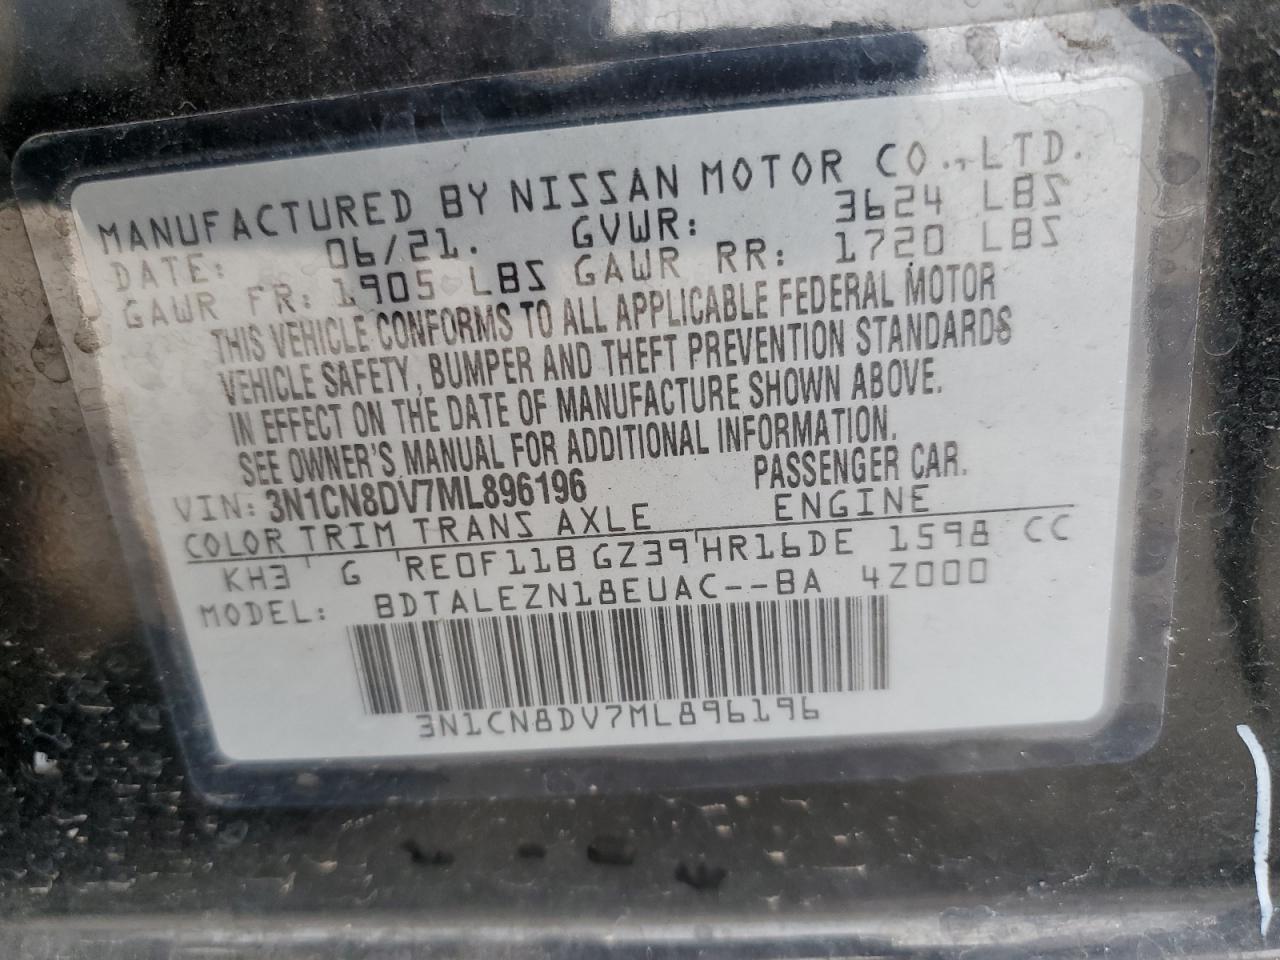 MANUFACTURED BY NISSAN MOTOR CO., LTD.
DATE: 06/21. GVWR: 3624 LBS
GAWR FR: 1905 LBS GAWR RR: 1720 LBS
THIS VEHICLE CONFORMS TO ALL APPLICABLE FEDERAL MOTOR
VEHICLE SAFETY, BUMPER AND THEFT PREVENTION STANDARDS
IN EFFECT ON THE DATE OF MANUFACTURE SHOWN ABOVE.
SEE OWNER'S MANUAL FOR ADDITIONAL INFORMATION.
VIN: 3N1CN8DV7ML896196 PASSENGER CAR.
COLOR TRIM TRANS AXLE ENGINE
KH3 G RE0F11B GZ39 HR16DE 1598 CC
MODEL: BDTALEZN18EUAC--BA 4Z000
3N1CN8DV7ML896196